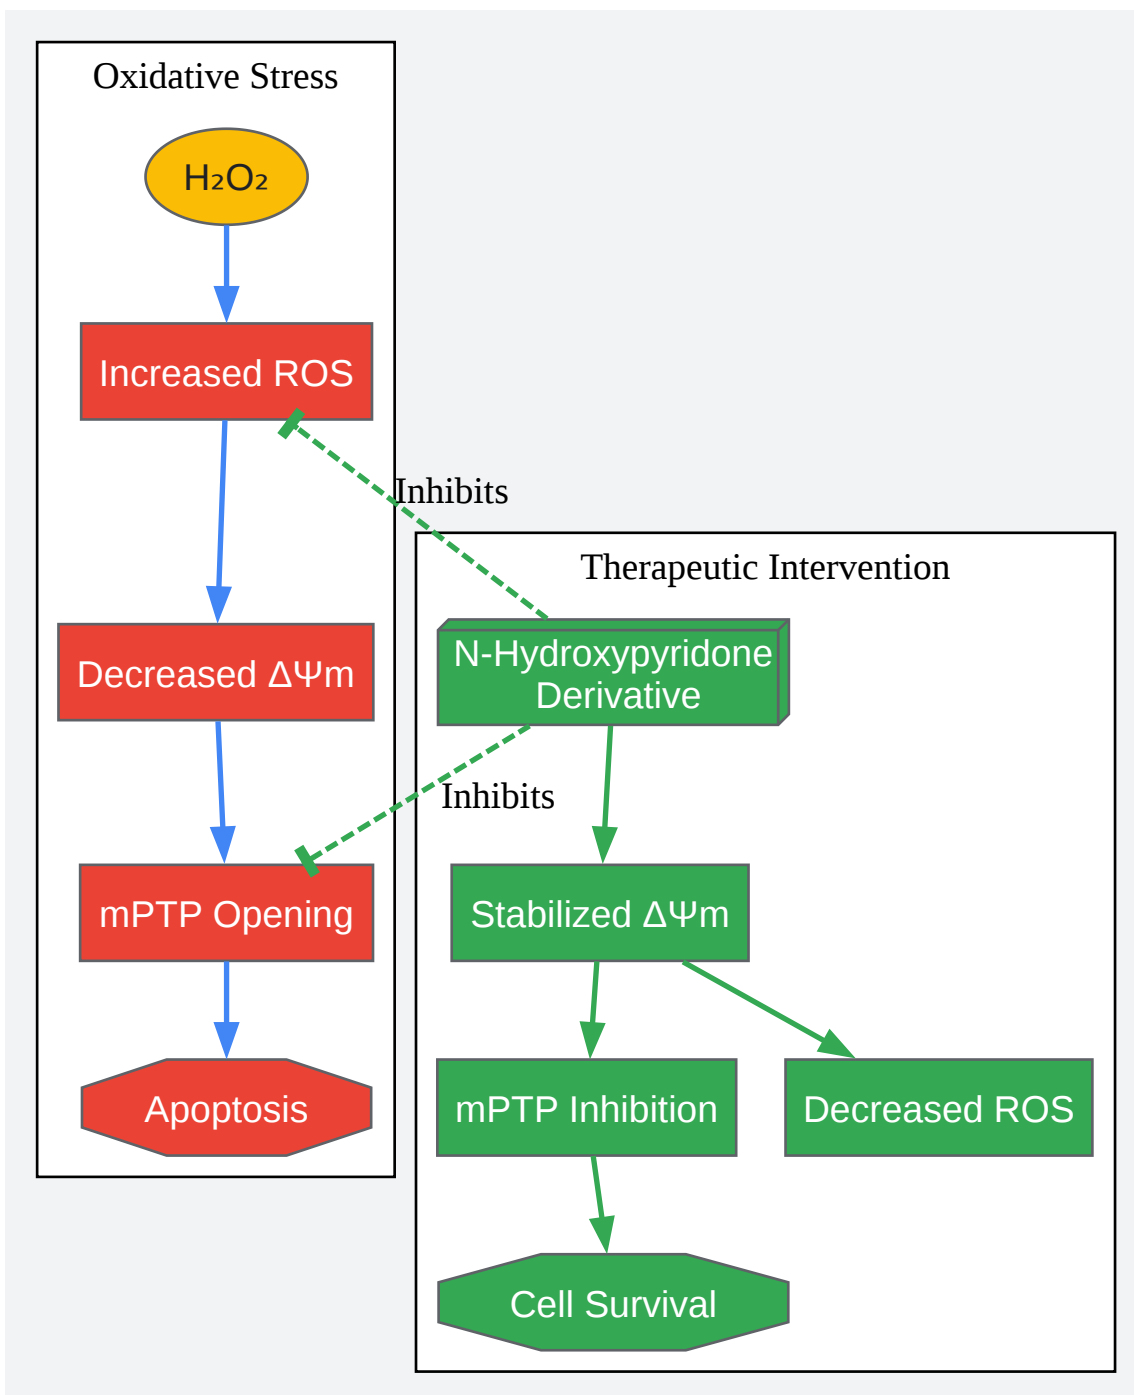 Oxidative Stress
H₂O₂
Increased ROS
Inhibits
Therapeutic Intervention
N-Hydroxypyridone
Derivative
Decreased ΔΨm
Inhibits
mPTP Opening
Stabilized ΔΨm
Apoptosis
mPTP Inhibition
Decreased ROS
Cell Survival